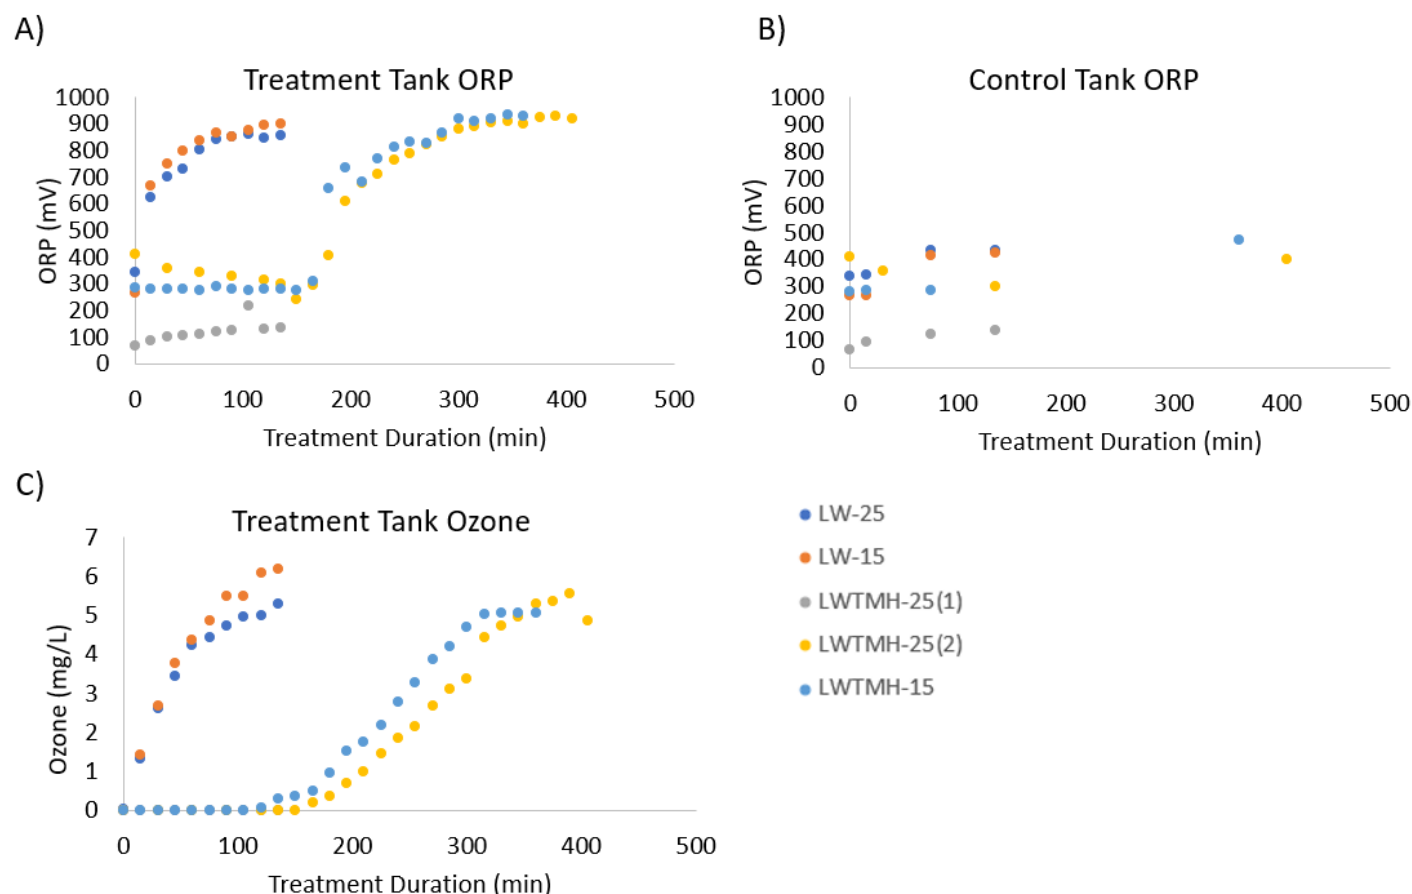 A)
Treatment Tank ORP
1000
900
800
700
600
500
400
300
200
100
0
ORP (mV)
0 100 200 300 400 500
Treatment Duration (min)
B)
Control Tank ORP
1000
900
800
700
600
500
400
300
200
100
0
ORP (mV)
0 100 200 300 400 500
Treatment Duration (min)
C)
Treatment Tank Ozone
7
6
5
4
3
2
1
0
Ozone (mg/L)
0 100 200 300 400 500
Treatment Duration (min)
LW-25
LW-15
LWTMH-25(1)
LWTMH-25(2)
LWTMH-15